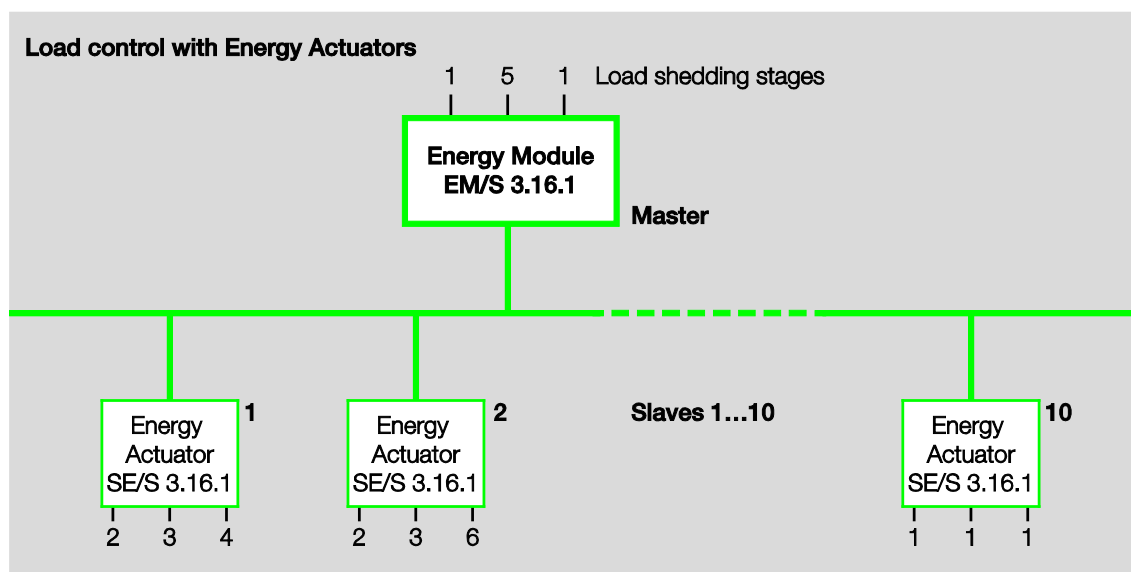 Load control with Energy Actuators
1 5 1 Load shedding stages
Energy Module
EM/S 3.16.1
Master
1
2
Slaves 1...10
10
Energy
Actuator
SE/S 3.16.1
Energy
Actuator
SE/S 3.16.1
Energy
Actuator
SE/S 3.16.1
2 3 4
2 3 6
1 1 1